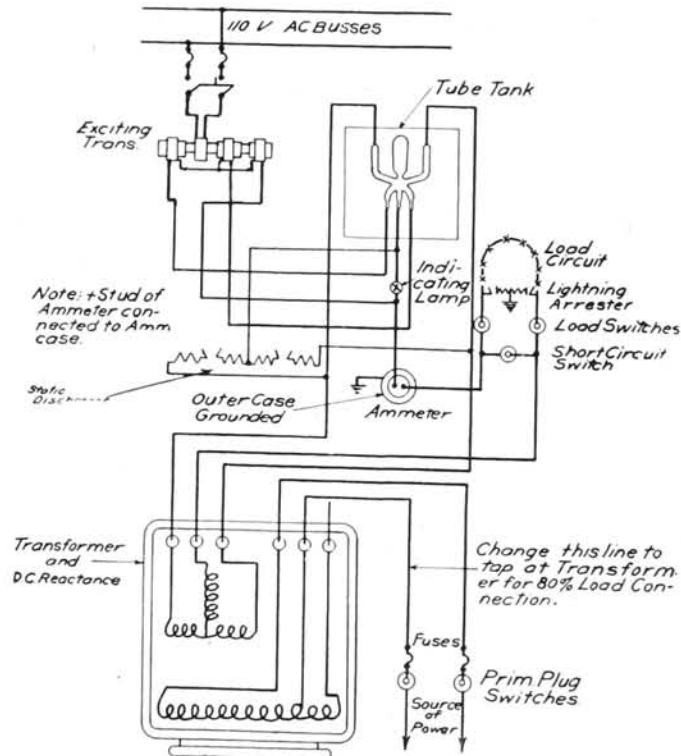 110 V AC Busses
Tube Tank
Exciting
Trans.
Load
Circuit
Indi-
cating
Lamp
Lightning
Arrester
Note: + Stud of
Ammeter con-
nected to Amm
case.
Load Switches
Short Circuit
Switch
Static
Outer Case
Grounded
Ammeter
Transformer
and
D.C. Reactance
Change this line to
tap at Transform-
er for 80% Load Con-
nection.
Fuses
Prim Plug
Switches
Source
of
Power